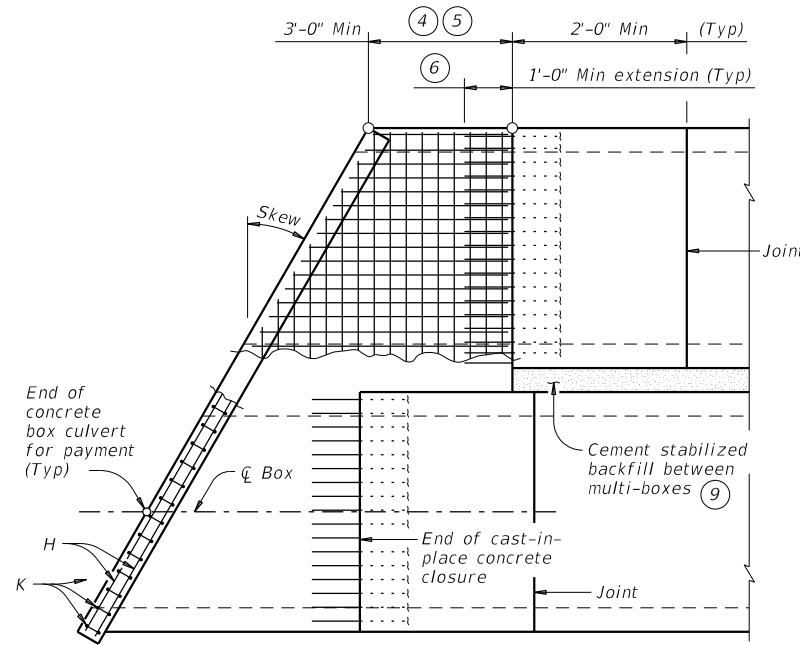 3'-0" Min
4 5
2'-0" Min
(Typ)
6
1'-0" Min extension (Typ)
Skew
Joint
End of
concrete
box culvert
for payment
(Typ)
℄ Box
Cement stabilized
backfill between
multi-boxes 9
H
K
End of cast-in-
place concrete
closure
Joint